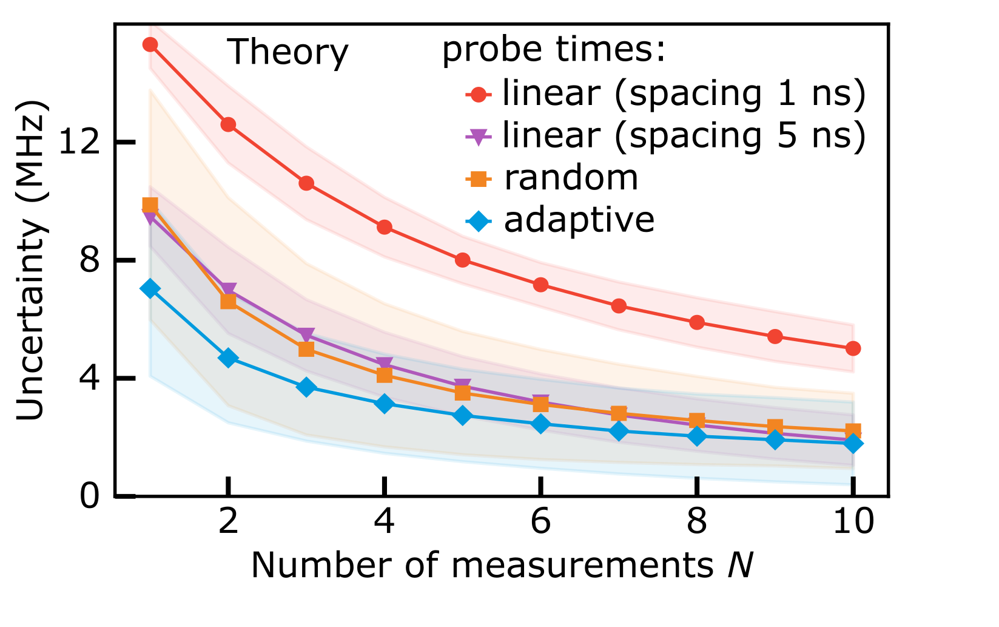 Theory
probe times:
linear (spacing 1 ns)
linear (spacing 5 ns)
random
adaptive
Uncertainty (MHz)
12
8
4
0
2 4 6 8 10
Number of measurements N